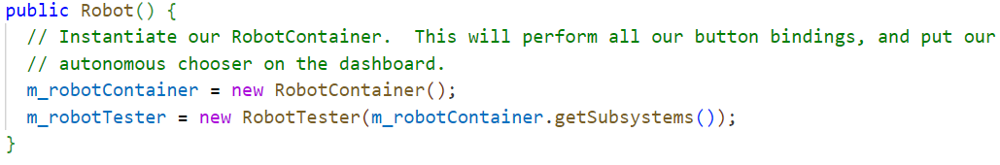 public Robot() {
// Instantiate our RobotContainer.  This will perform all our button bindings, and put our
// autonomous chooser on the dashboard.
m_robotContainer = new RobotContainer();
m_robotTester = new RobotTester(m_robotContainer.getSubsystems());
}